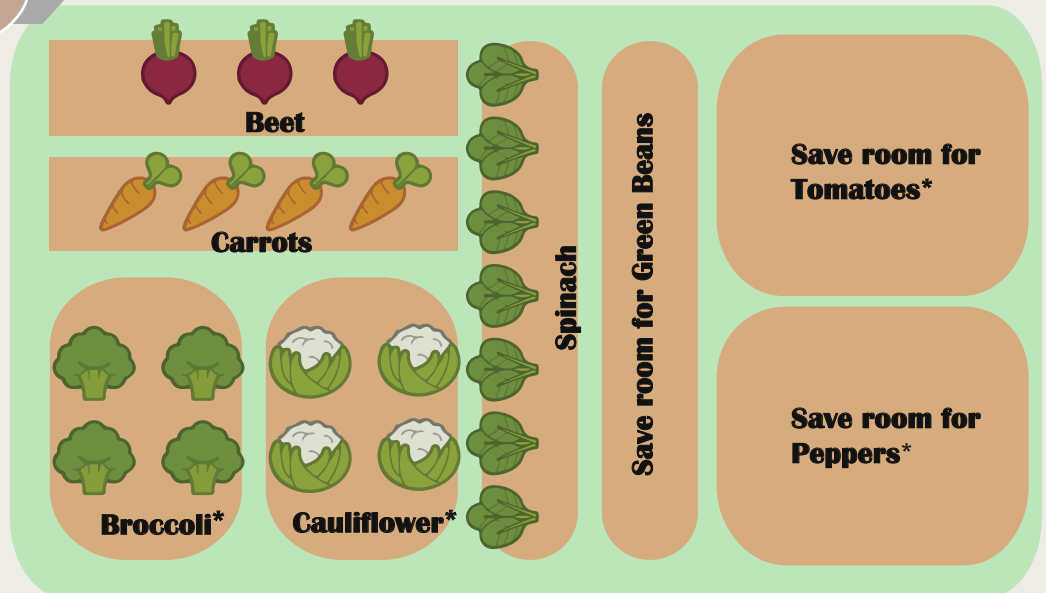 Beet
Carrots
Broccoli*
Cauliflower*
Spinach
Save room for Green Beans
Save room for
Tomatoes*
Save room for
Peppers*